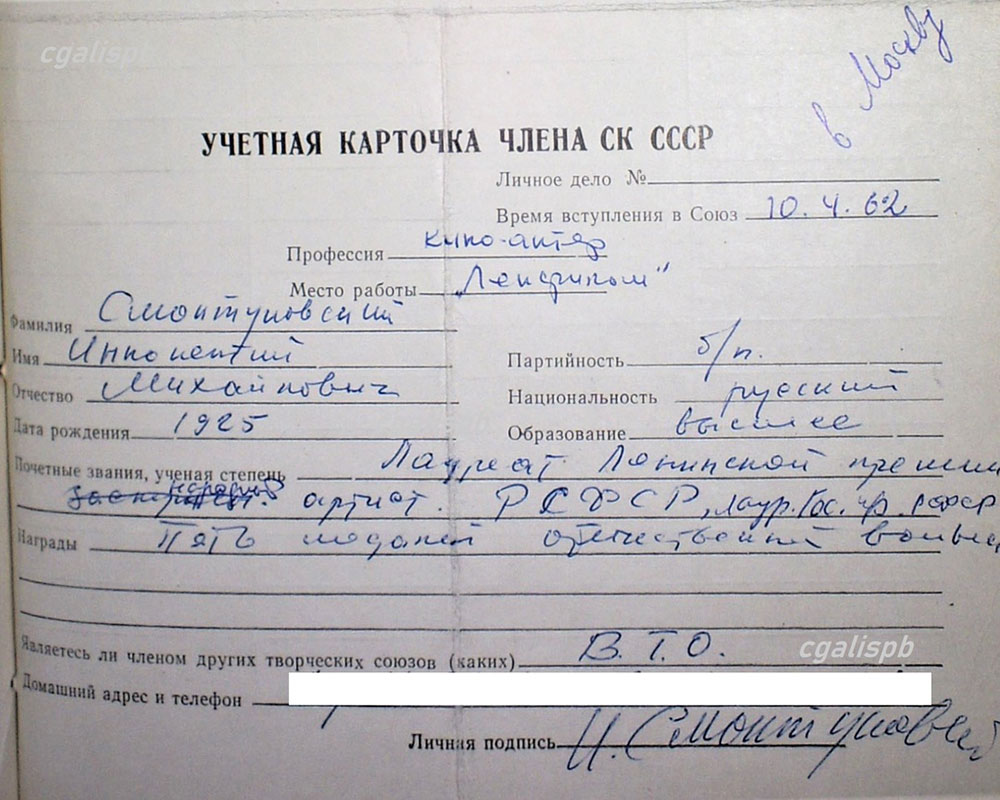 cgalispb
в Москву
УЧЕТНАЯ КАРТОЧКА ЧЛЕНА СК СССР
Личное дело №
Время вступления в Союз 10.4.62
Профессия кино-актер
Место работы „Ленфильм"
Фамилия Смоктуновский
Имя Иннокентий
Партийность б/п.
Отчество Михайлович
Национальность русский
Дата рождения 1925
Образование высшее
Почетные звания, ученая степень Лауреат Ленинской премии
народный артист. РСФСР, лаур. Гос. пр. РСФСР
Награды Пять медалей отечественной войны
Являетесь ли членом других творческих союзов (каких) В.Т.О.
cgalispb
Домашний адрес и телефон
Личная подпись И. Смоктуновский